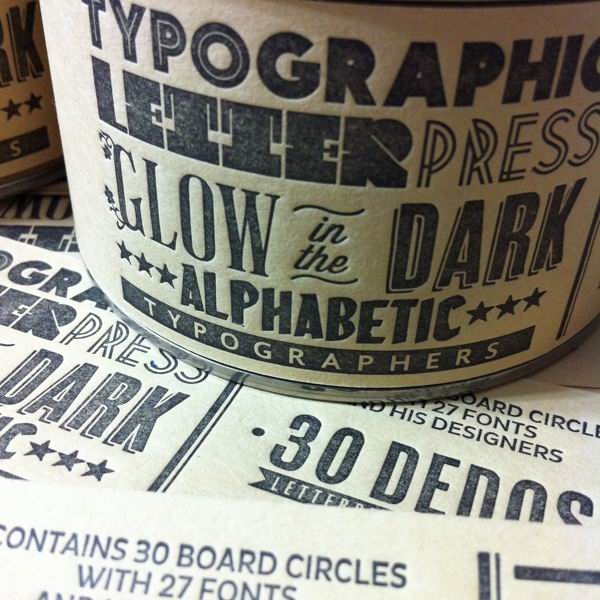 TYPOGRAPHIC
LETTERPRESS
GLOW in the DARK
ALPHABETIC
TYPOGRAPHERS
PRESS
DARK
BOARD CIRCLE
27 FONTS
HIS DESIGNERS
· 30
CONTAINS 30 BOARD CIRCLES
WITH 27 FONTS